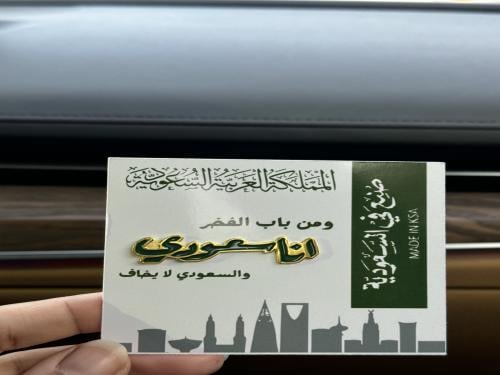 المملكة العربية السعودية
ومن باب الفخر
انا سعودي
والسعودي لا يخاف
صنع في السعودية
MADE IN KSA